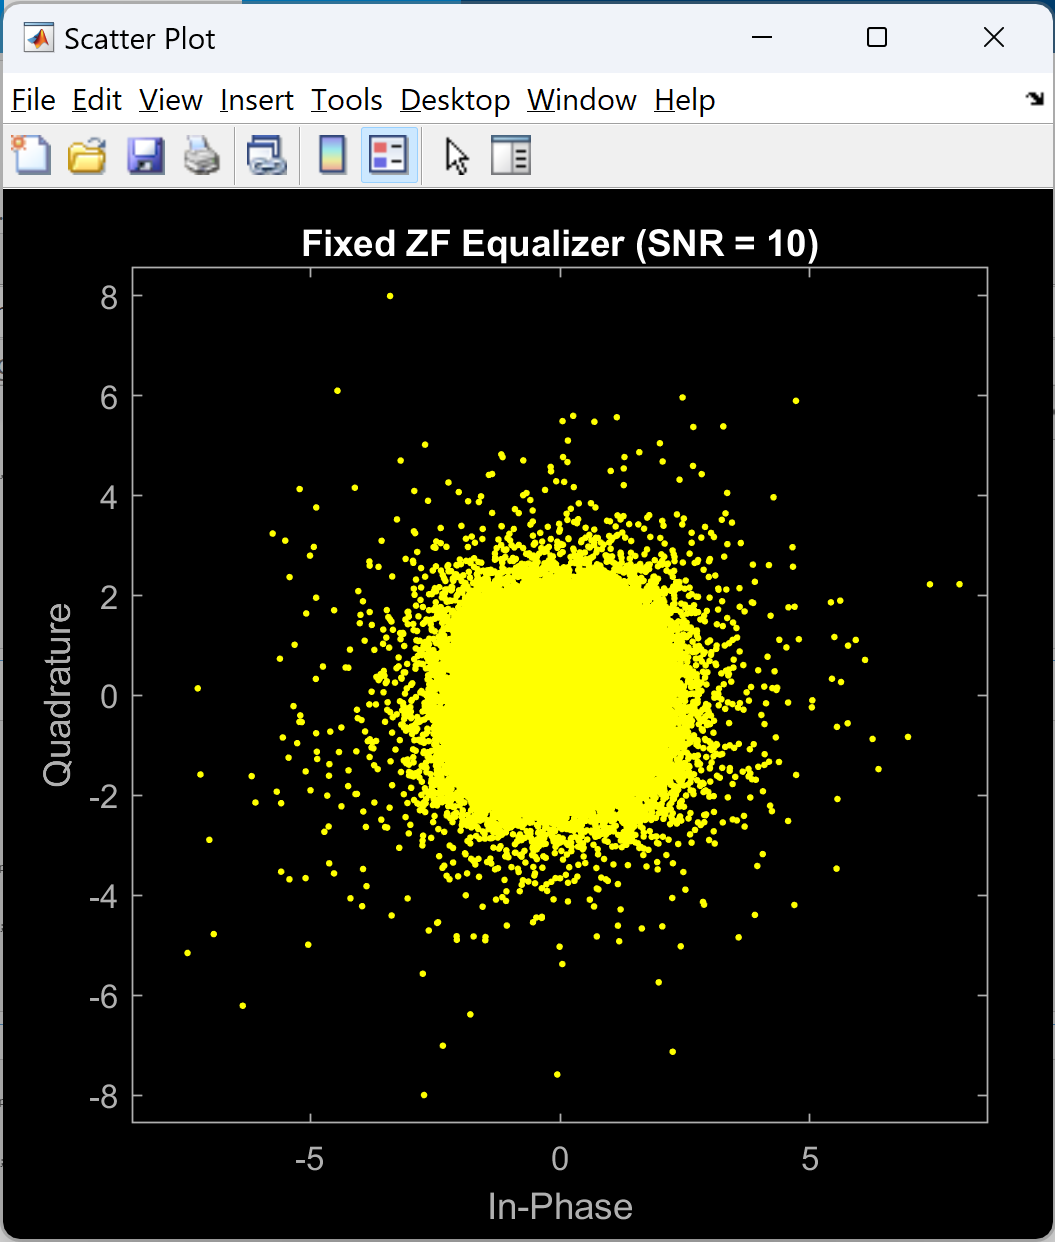 Scatter Plot
File Edit View Insert Tools Desktop Window Help
Fixed ZF Equalizer (SNR = 10)
8
6
4
2
0
-2
-4
-6
-8
Quadrature
-5 0 5
In-Phase